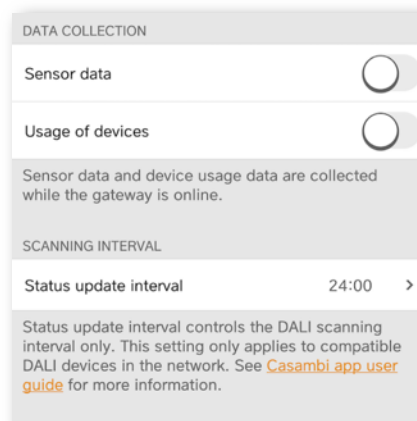 DATA COLLECTION
Sensor data
Usage of devices
Sensor data and device usage data are collected
while the gateway is online.
SCANNING INTERVAL
Status update interval 24:00 >
Status update interval controls the DALI scanning
interval only. This setting only applies to compatible
DALI devices in the network. See Casambi app user
guide for more information.